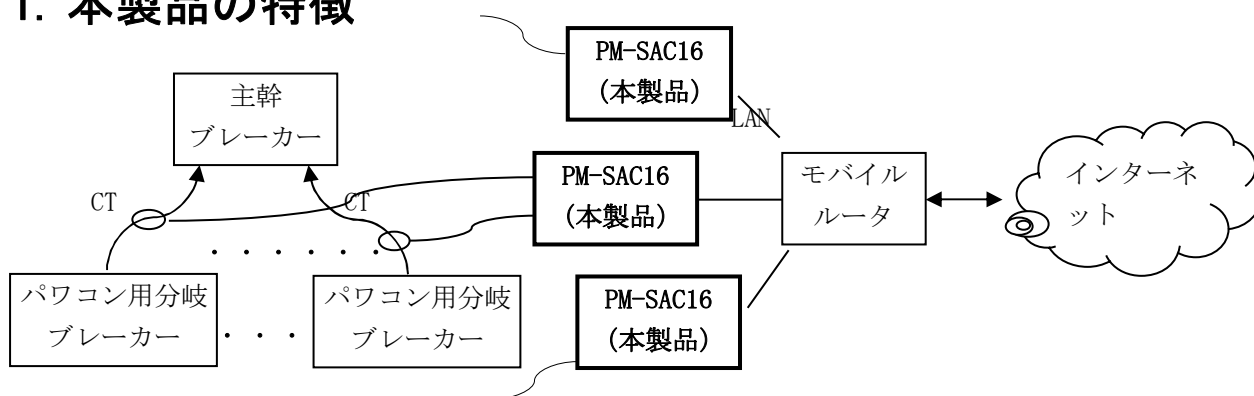 1. 本製品の特徴
PM-SAC16
(本製品)
主幹
ブレーカー
LAN
CT
CT
PM-SAC16
(本製品)
モバイル
ルータ
インターネ
ット
・・・・・・
パワコン用分岐
ブレーカー
・・・
パワコン用分岐
ブレーカー
PM-SAC16
(本製品)